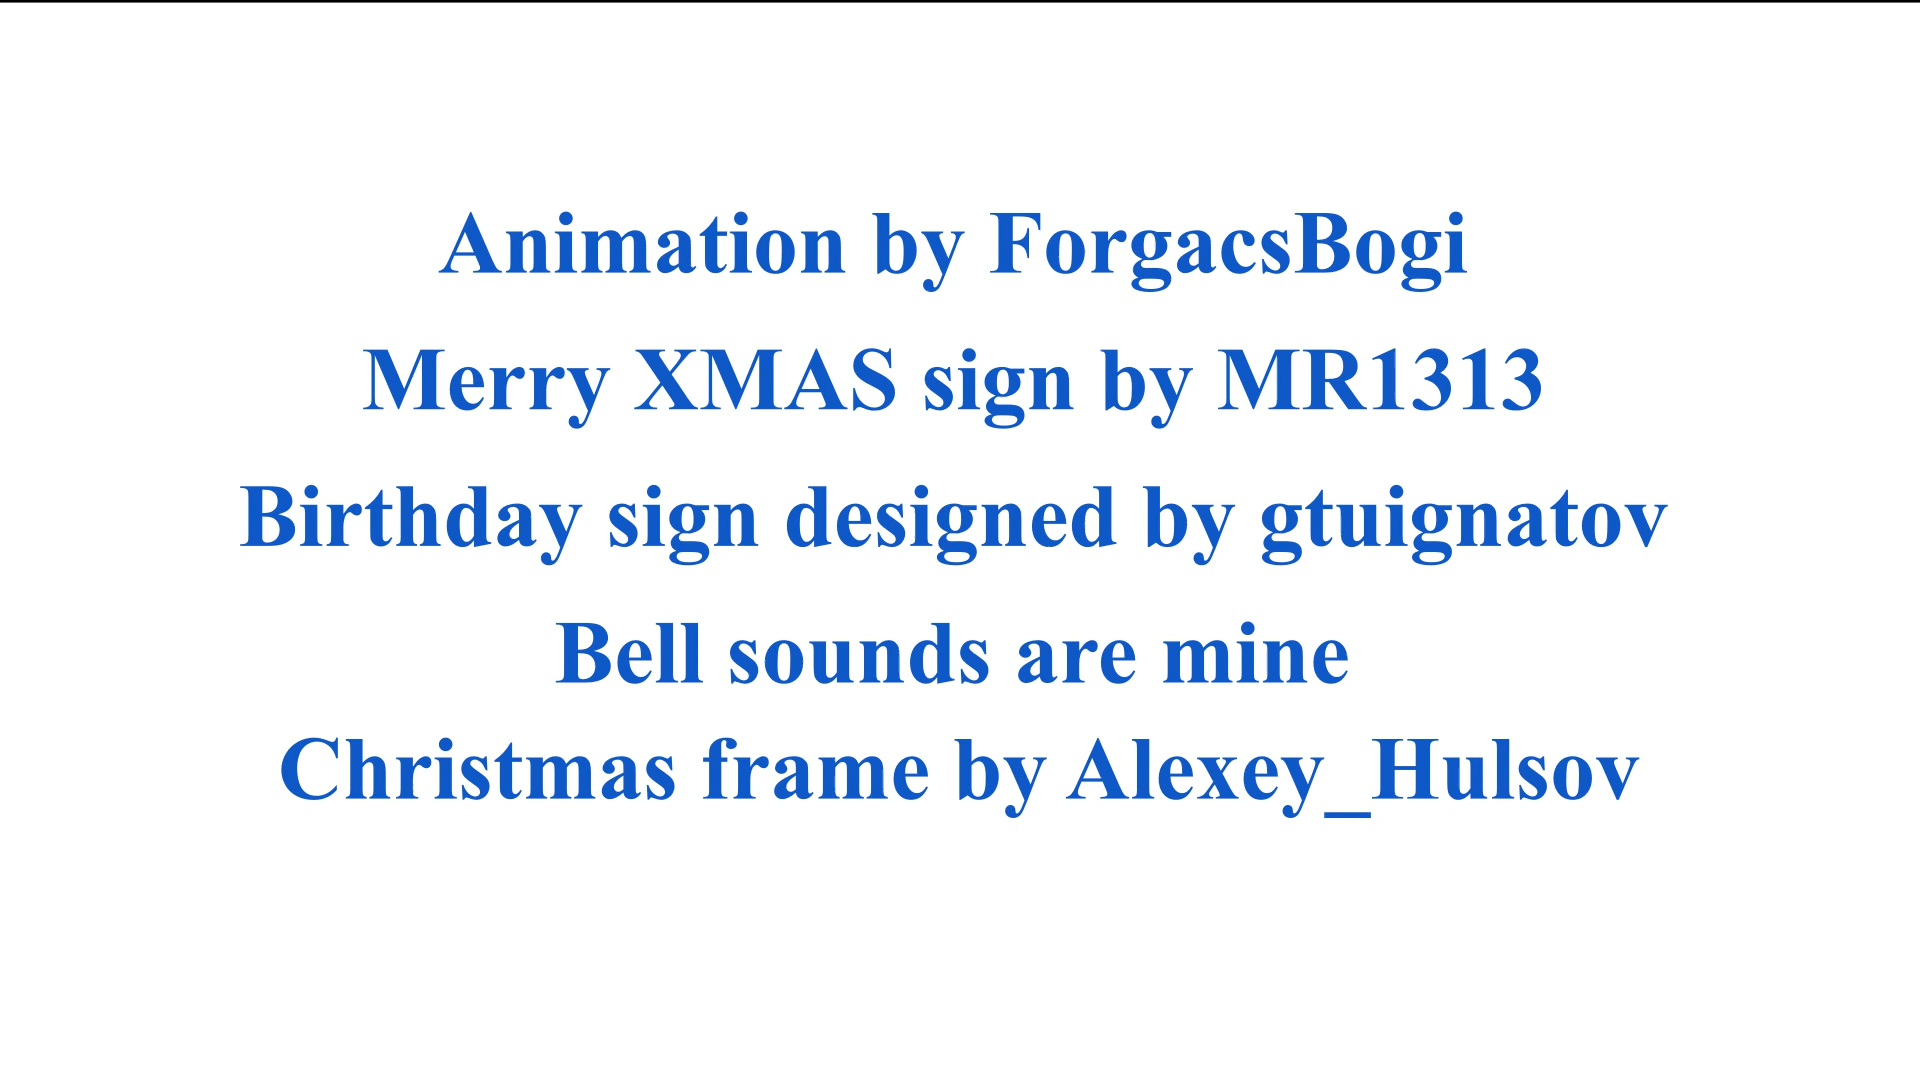 Animation by ForgacsBogi
Merry XMAS sign by MR1313
Birthday sign designed by gtuignatov
Bell sounds are mine
Christmas frame by Alexey_Hulsov